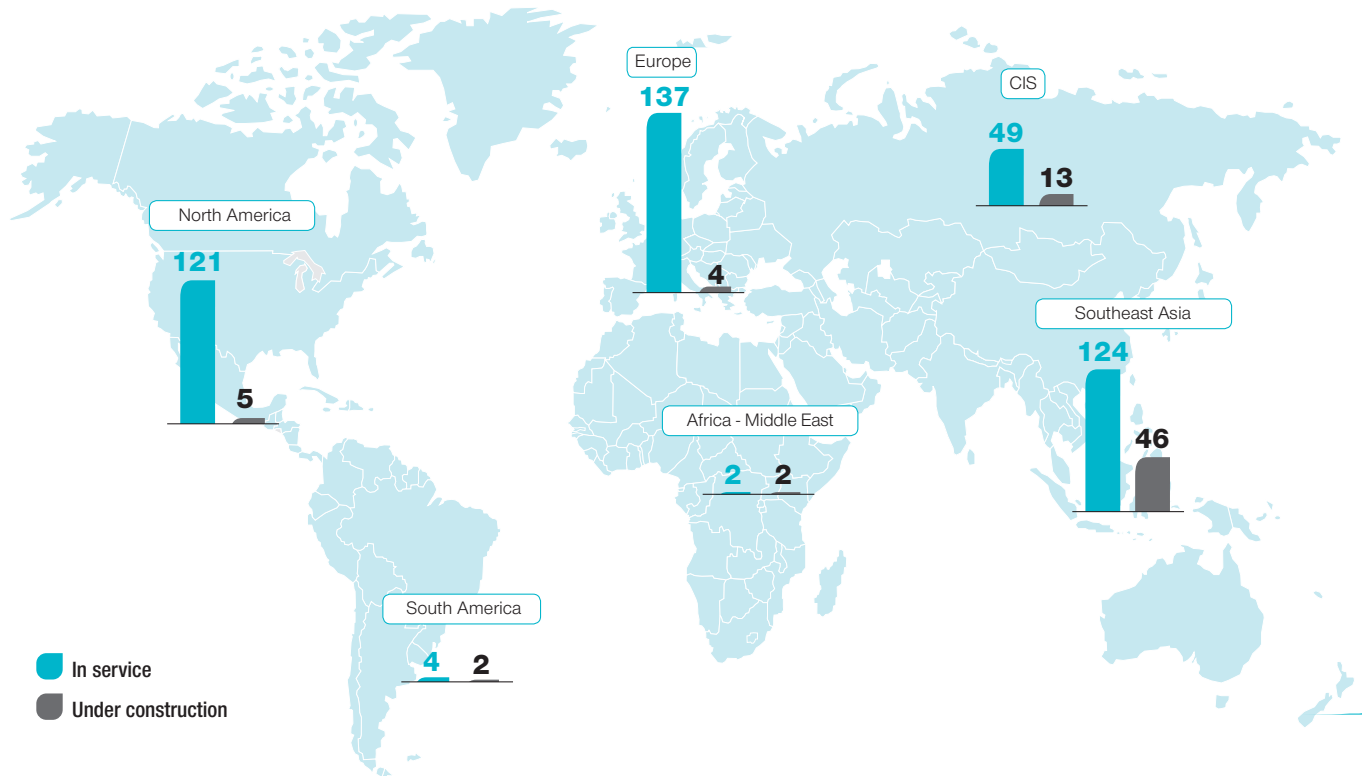 Europe
137
4
CIS
49
13
North America
121
5
Southeast Asia
124
46
Africa - Middle East
2
2
South America
4
2
In service
Under construction